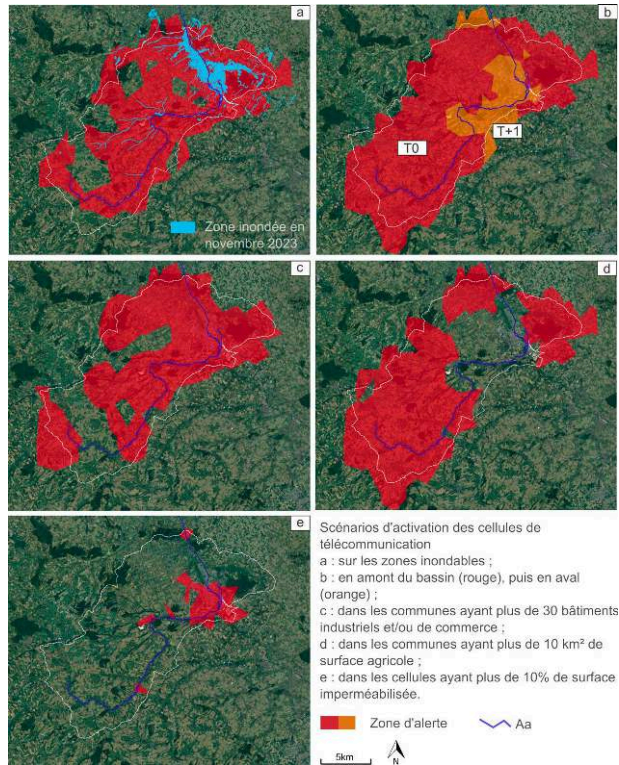 a
b
T0
T+1
Zone inondée en
novembre 2023
c
d
e
Scénarios d'activation des cellules de
télécommunication
a : sur les zones inondables ;
b : en amont du bassin (rouge), puis en aval
(orange) ;
c : dans les communes ayant plus de 30 bâtiments
industriels et/ou de commerce ;
d : dans les communes ayant plus de 10 km² de
surface agricole ;
e : dans les cellules ayant plus de 10% de surface
imperméabilisée.
Zone d'alerte
Aa
5km
N